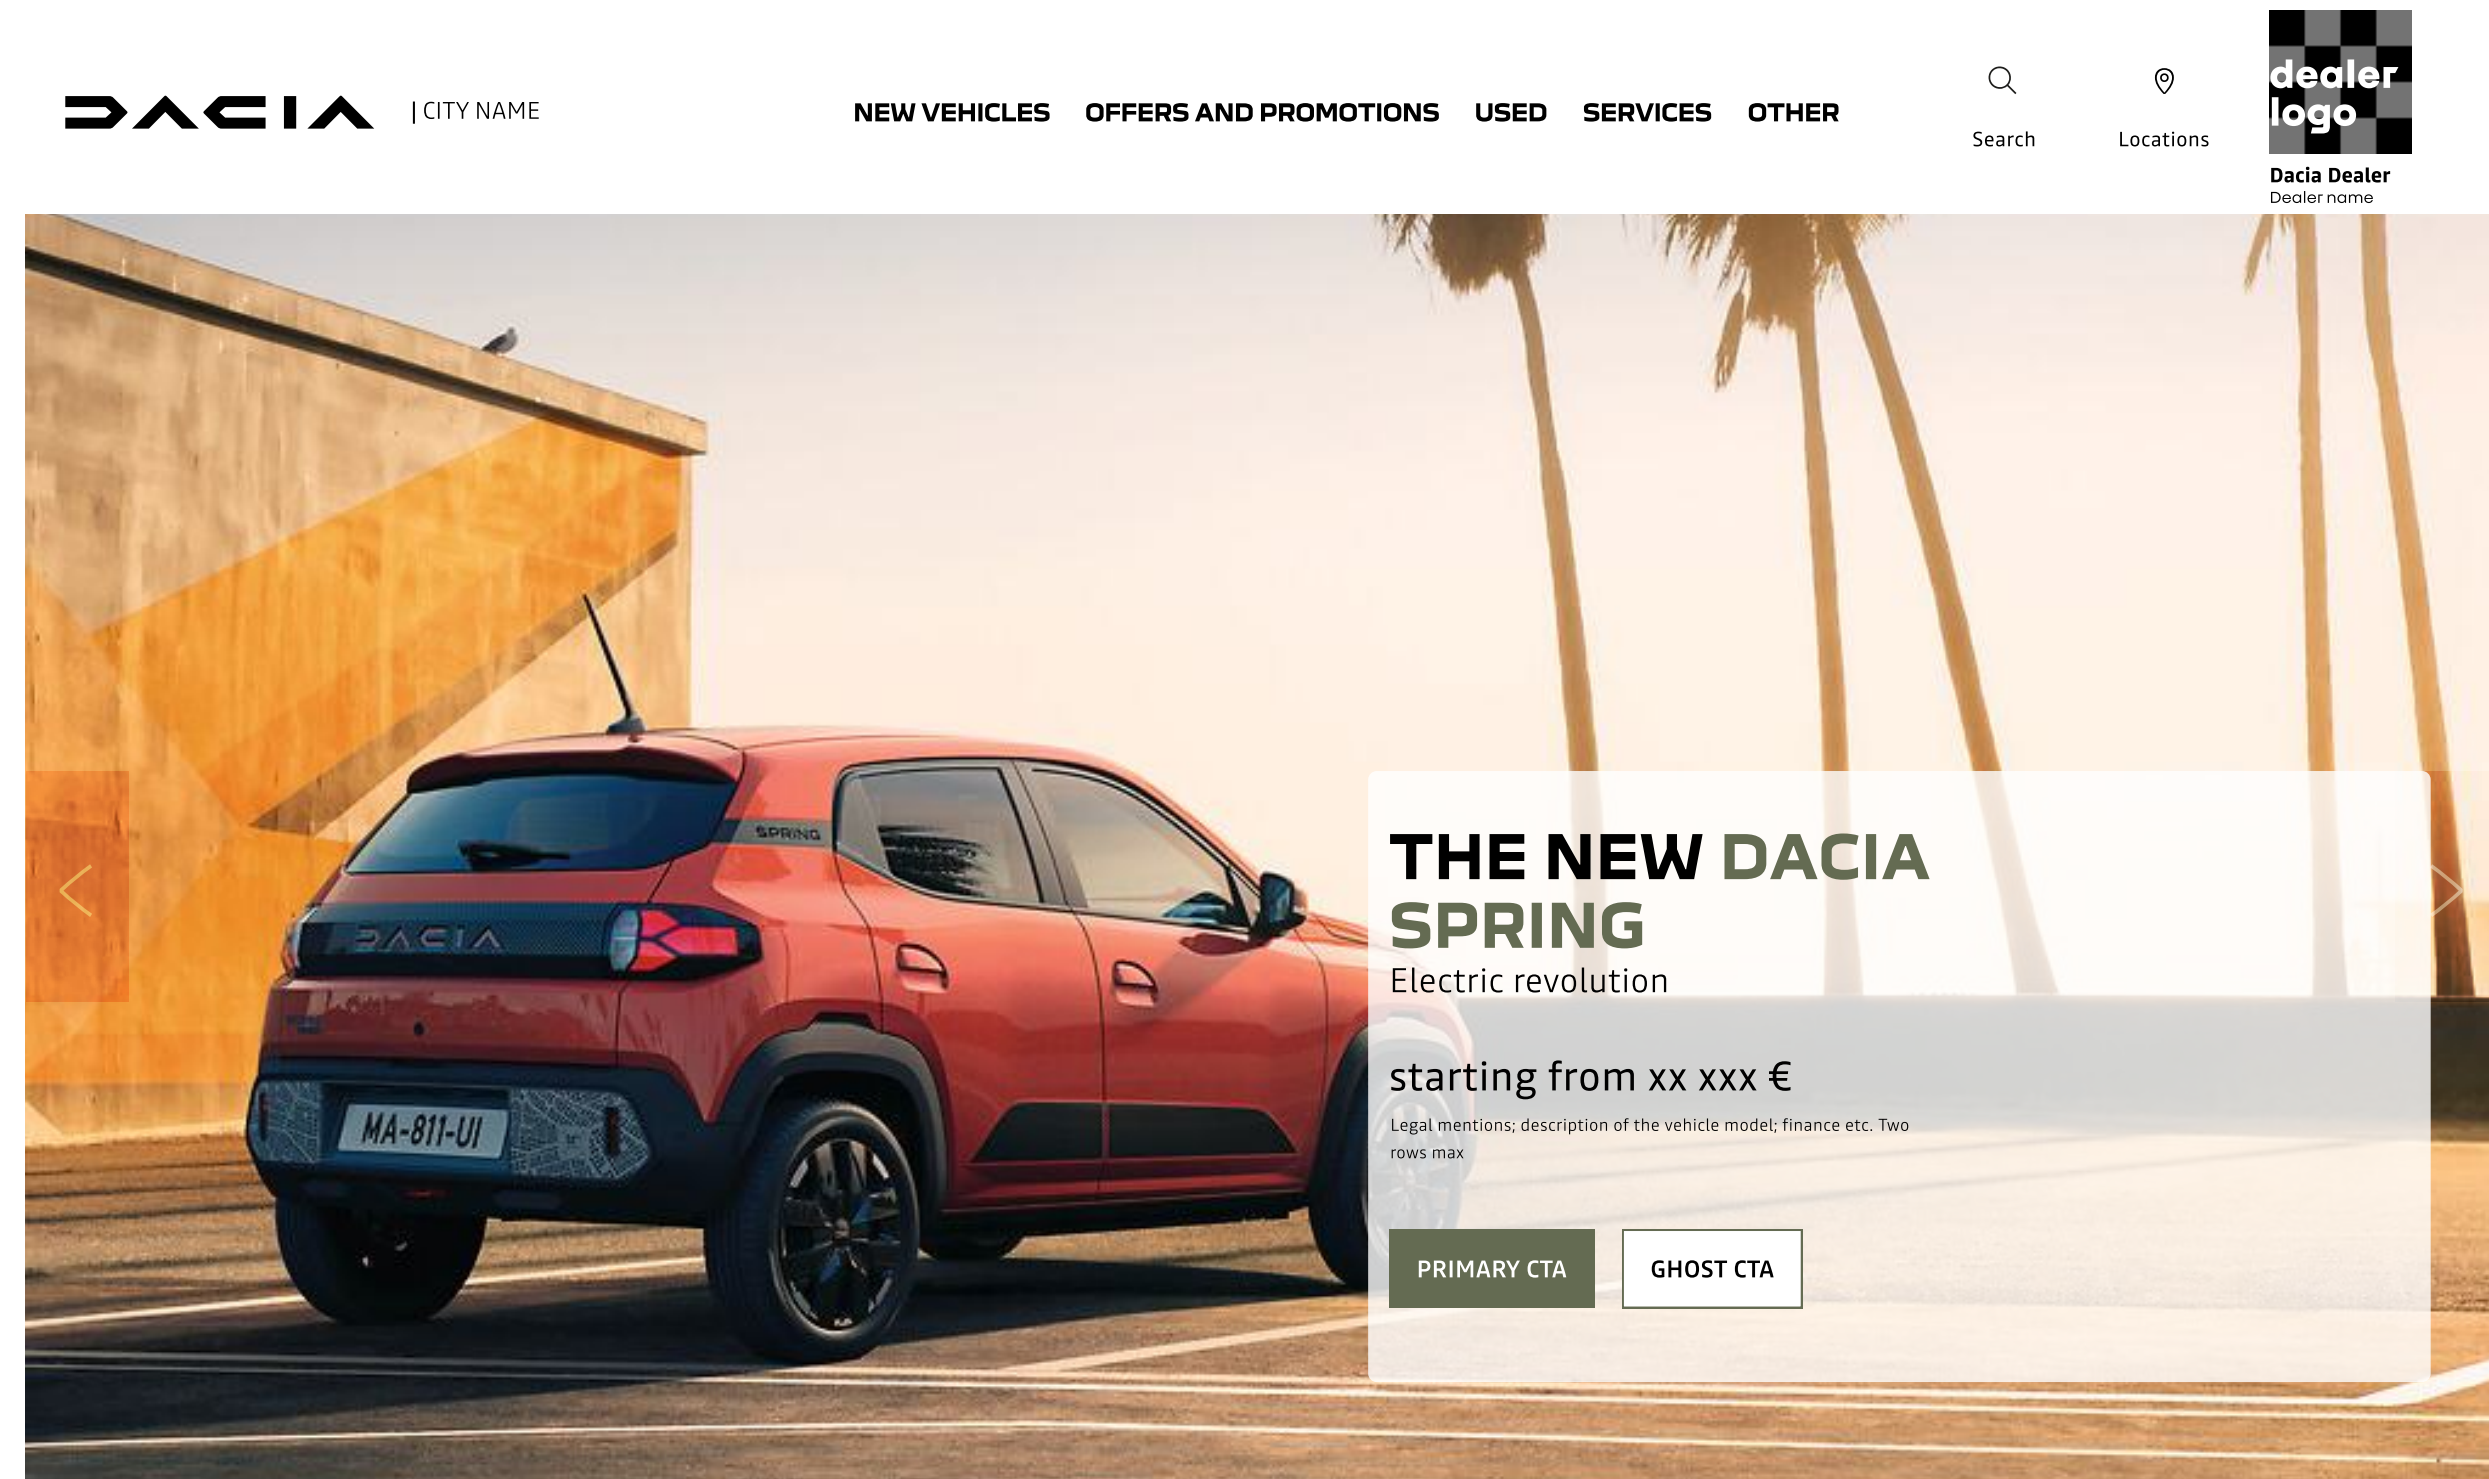 DACIA
| CITY NAME
NEW VEHICLES OFFERS AND PROMOTIONS USED SERVICES OTHER
Search
Locations
dealer
logo
Dacia Dealer
Dealer name
SPRING
DACIA
MA-811-UI
THE NEW DACIA
SPRING
Electric revolution
starting from xx xxx €
Legal mentions; description of the vehicle model; finance etc. Two
rows max
PRIMARY CTA
GHOST CTA